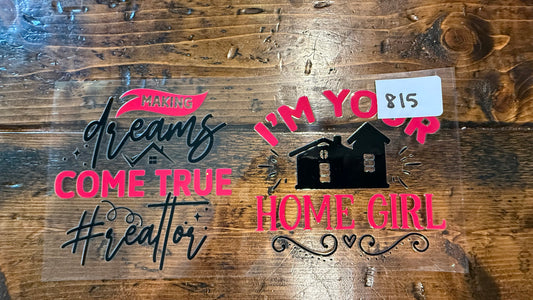 MAKING
dreams
COME TRUE
#realtor
I'M YOUR
HOME GIRL
815